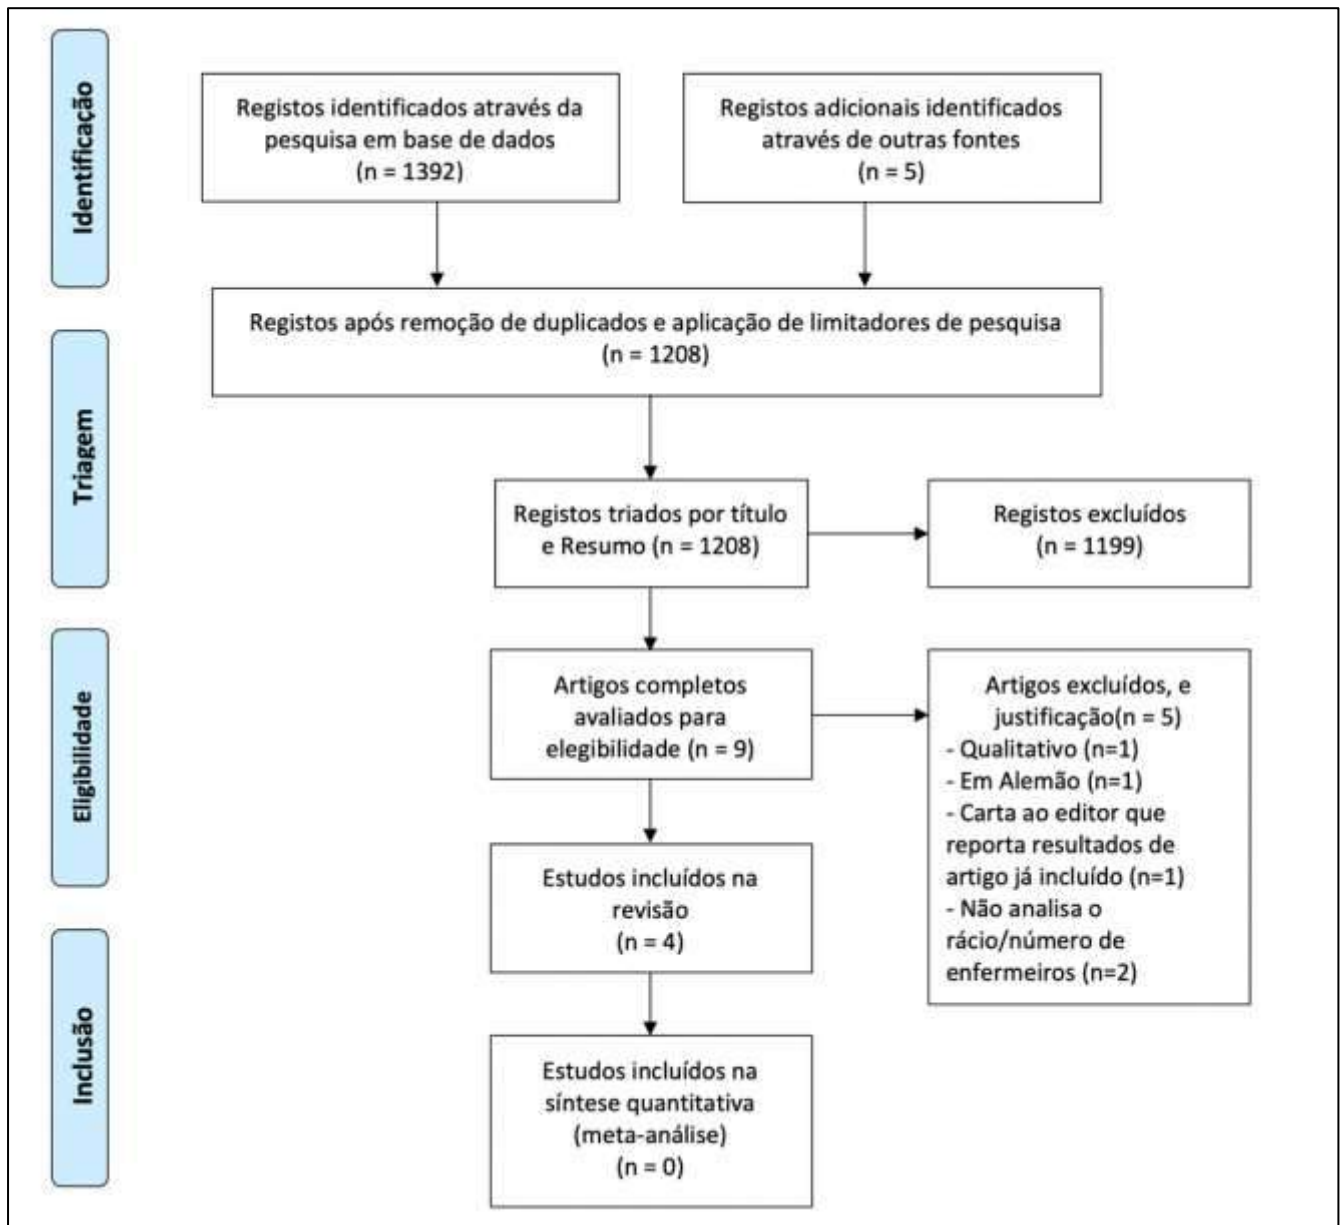 Identificação
Registos identificados através da
pesquisa em base de dados
(n = 1392)
Registos adicionais identificados
através de outras fontes
(n = 5)
Registos após remoção de duplicados e aplicação de limitadores de pesquisa
(n = 1208)
Triagem
Registos triados por título
e Resumo (n = 1208)
Registos excluídos
(n = 1199)
Eligibilidade
Artigos completos
avaliados para
elegibilidade (n = 9)
Artigos excluídos, e
justificação(n = 5)
- Qualitativo (n=1)
- Em Alemão (n=1)
- Carta ao editor que
reporta resultados de
artigo já incluído (n=1)
- Não analisa o
rácio/número de
enfermeiros (n=2)
Estudos incluídos na
revisão
(n = 4)
Inclusão
Estudos incluídos na
síntese quantitativa
(meta-análise)
(n = 0)